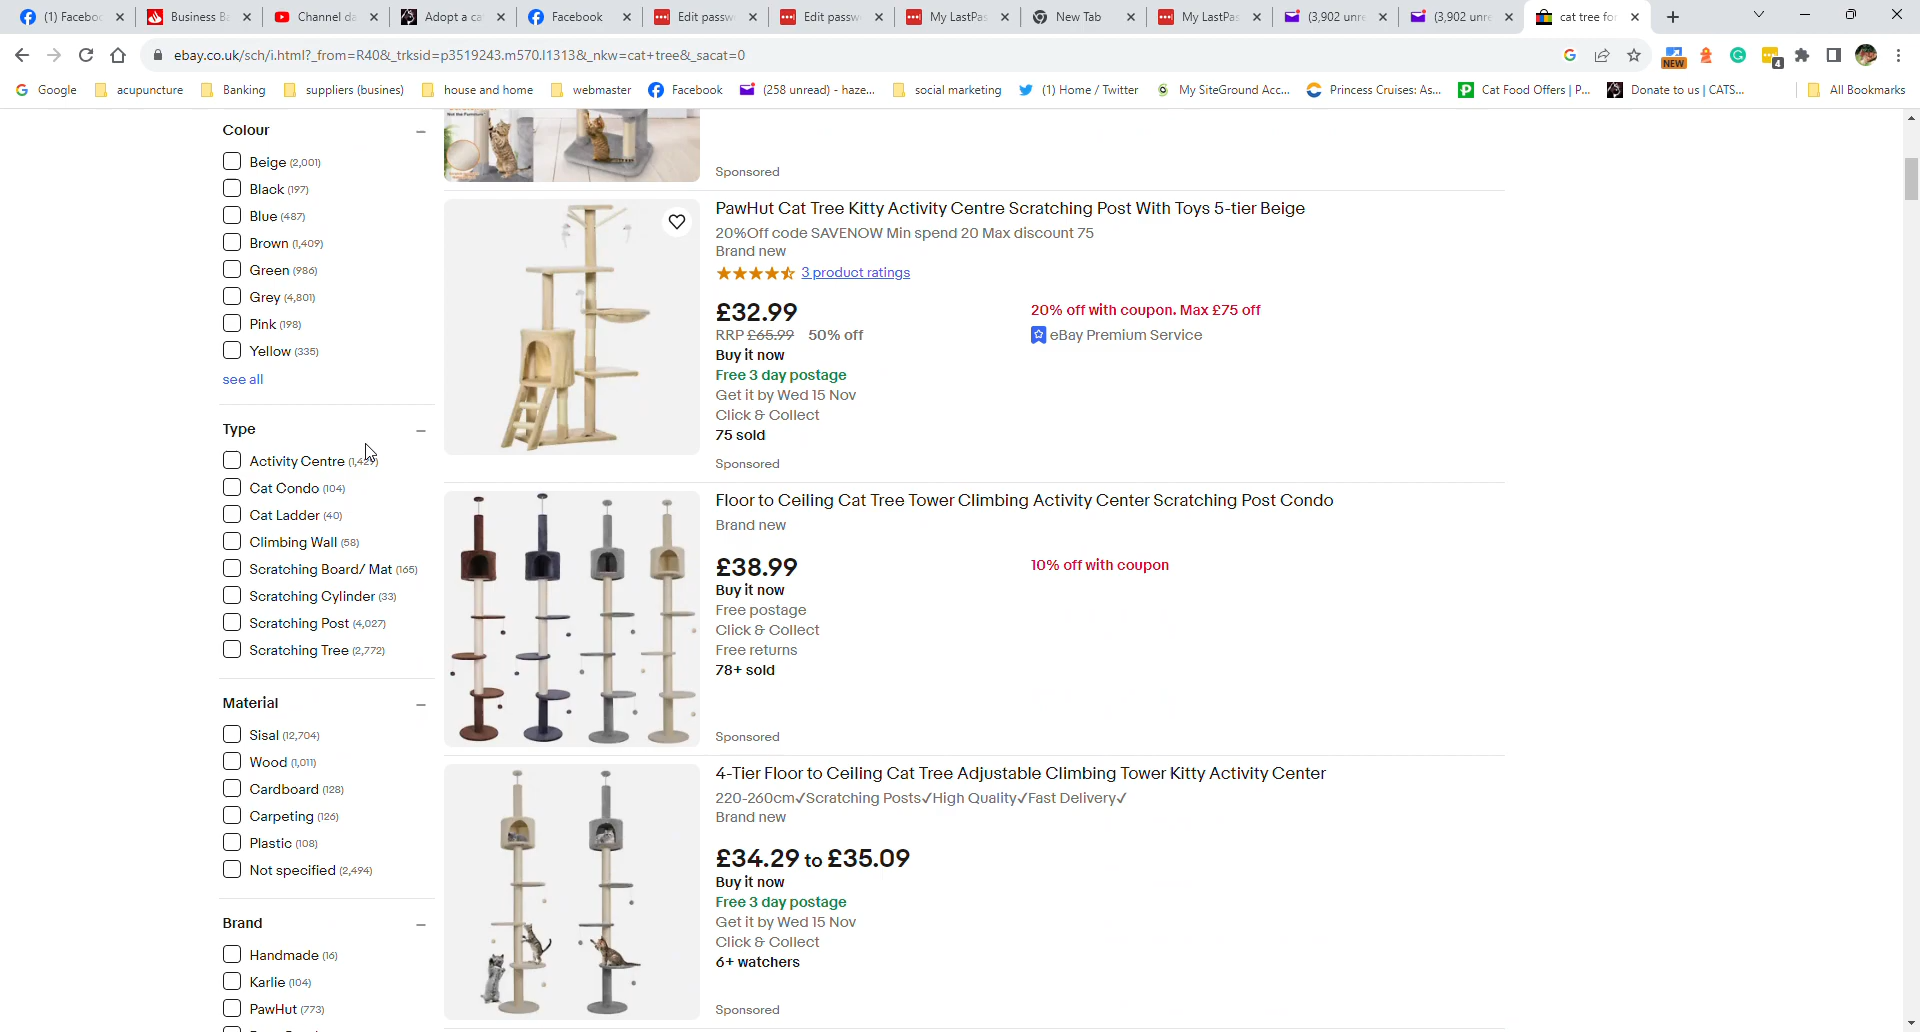 (1) Faceboo
Business Ba
Channel da
Adopt a ca
Facebook
Edit passw
Edit passw
My LastPas
New Tab
My LastPas
(3,902 unre
(3,902 unre
cat tree fo
ebay.co.uk/sch/i.html?_from=R40&_trksid=p3519243.m570.l1313&_nkw=cat+tree&_sacat=0
NEW
4
Google
acupuncture
Banking
suppliers (busines)
house and home
webmaster
Facebook
(258 unread) - haze...
social marketing
(1) Home / Twitter
My SiteGround Acc...
Princess Cruises: As...
Cat Food Offers | P...
Donate to us | CATS...
All Bookmarks
Colour
Beige (2,001)
Black (197)
Blue (487)
Brown (1,409)
Green (986)
Grey (4,801)
Pink (198)
Yellow (335)
see all
Type
Activity Centre
Cat Condo (104)
Cat Ladder (40)
Climbing Wall (58)
Scratching Board/ Mat (165)
Scratching Cylinder (33)
Scratching Post (4,027)
Scratching Tree (2,772)
Material
Sisal (12,704)
Wood (1,011)
Cardboard (128)
Carpeting (126)
Plastic (108)
Not specified (2,494)
Brand
Handmade (16)
Karlie (104)
PawHut (773)
Sponsored
PawHut Cat Tree Kitty Activity Centre Scratching Post With Toys 5-tier Beige
20%Off code SAVENOW Min spend 20 Max discount 75
Brand new
3 product ratings
£32.99
RRP £65.99 50% off
Buy it now
Free 3 day postage
Get it by Wed 15 Nov
Click & Collect
75 sold
20% off with coupon. Max £75 off
eBay Premium Service
Sponsored
Floor to Ceiling Cat Tree Tower Climbing Activity Center Scratching Post Condo
Brand new
£38.99
Buy it now
Free postage
Click & Collect
Free returns
78+ sold
10% off with coupon
Sponsored
4-Tier Floor to Ceiling Cat Tree Adjustable Climbing Tower Kitty Activity Center
220-260cm✓Scratching Posts✓High Quality✓Fast Delivery✓
Brand new
£34.29 to £35.09
Buy it now
Free 3 day postage
Get it by Wed 15 Nov
Click & Collect
6+ watchers
Sponsored